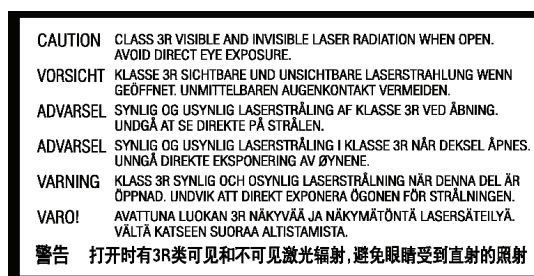 CAUTION CLASS 3R VISIBLE AND INVISIBLE LASER RADIATION WHEN OPEN.
AVOID DIRECT EYE EXPOSURE.
VORSICHT KLASSE 3R SICHTBARE UND UNSICHTBARE LASERSTRAHLUNG WENN
GEÖFFNET. UNMITTELBAREN AUGENKONTAKT VERMEIDEN.
ADVARSEL SYNLIG OG USYNLIG LASERSTRÅLING AF KLASSE 3R VED ÅBNING.
UNDGÅ AT SE DIREKTE PÅ STRÅLEN.
ADVARSEL SYNLIG OG USYNLIG LASERSTRÅLING I KLASSE 3R NÅR DEKSEL ÅPNES.
UNNGÅ DIREKTE EKSPONERING AV ØYNENE.
VARNING KLASS 3R SYNLIG OCH OSYNLIG LASERSTRÅLNING NÄR DENNA DEL ÄR
ÖPPNAD. UNDVIK ATT DIREKT EXPONERA ÖGONEN FÖR STRÅLNINGEN.
VARO! AVATTUNA LUOKAN 3R NÄKYVÄÄ JA NÄKYMÄTÖNTÄ LASERSÄTEILYÄ.
VÄLTÄ KATSEEN SUORAA ALTISTAMISTA.
警告 打开时有3R类可见和不可见激光辐射,避免眼睛受到直射的照射